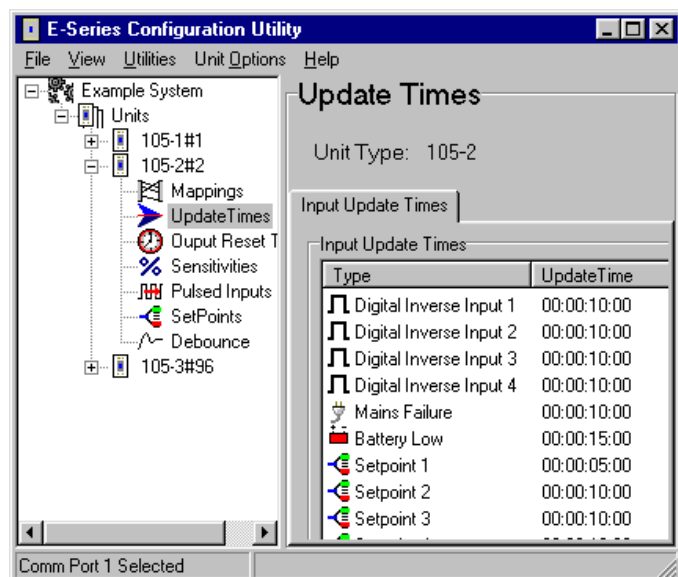 E-Series Configuration Utility
File View Utilities Unit Options Help
Example System
Units
105-1#1
105-2#2
Mappings
UpdateTimes
Ouput Reset T
Sensitivities
Pulsed Inputs
SetPoints
Debounce
105-3#96
Update Times
Unit Type: 105-2
Input Update Times
Input Update Times
Type UpdateTime
Digital Inverse Input 1 00:00:10:00
Digital Inverse Input 2 00:00:10:00
Digital Inverse Input 3 00:00:10:00
Digital Inverse Input 4 00:00:10:00
Mains Failure 00:00:10:00
Battery Low 00:00:15:00
Setpoint 1 00:00:05:00
Setpoint 2 00:00:10:00
Setpoint 3 00:00:10:00
Comm Port 1 Selected